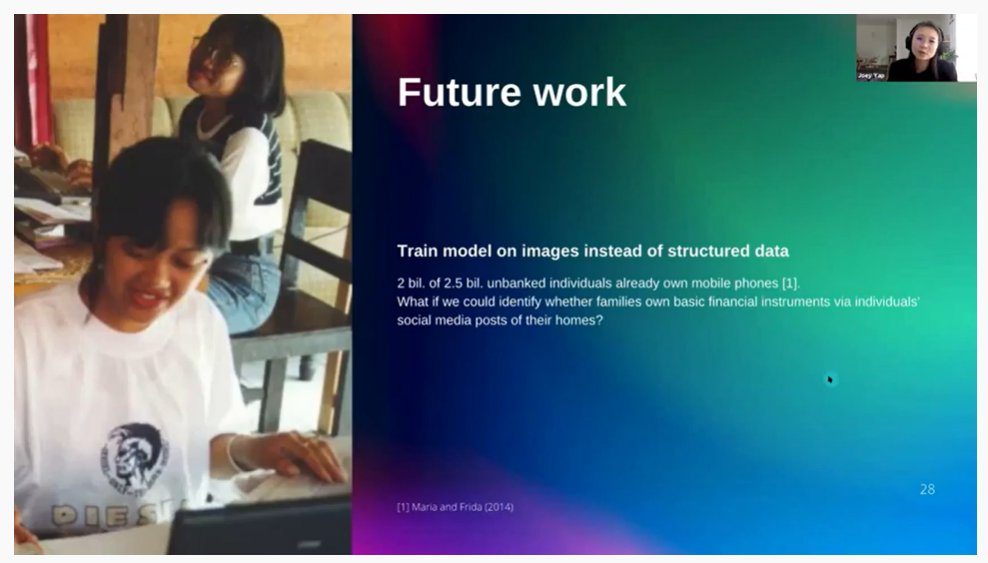 Joey Yap
Future work
Train model on images instead of structured data
2 bil. of 2.5 bil. unbanked individuals already own mobile phones [1].
What if we could identify whether families own basic financial instruments via individuals'
social media posts of their homes?
DIES
28
[1] Maria and Frida (2014)